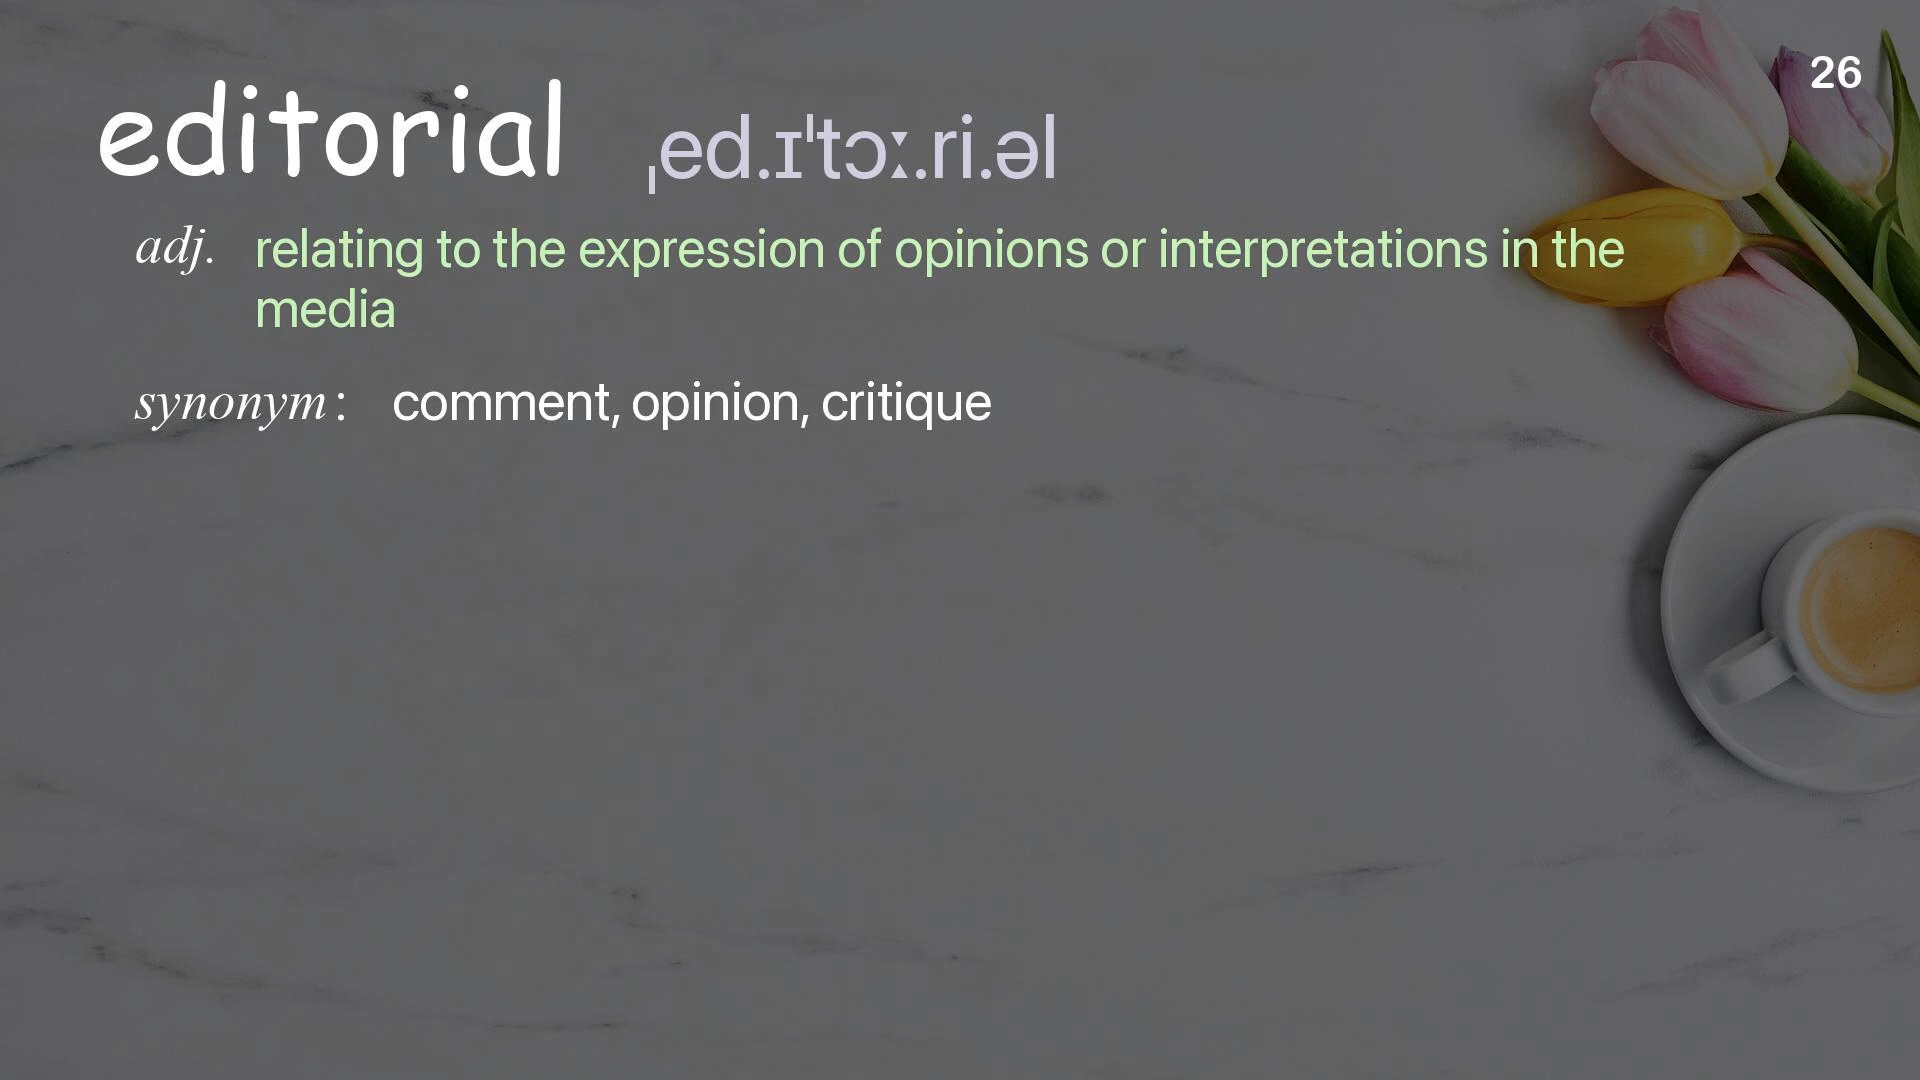 26
editorial ˌed.ɪˈtɔː.ri.əl
adj. relating to the expression of opinions or interpretations in the
media
synonym: comment, opinion, critique